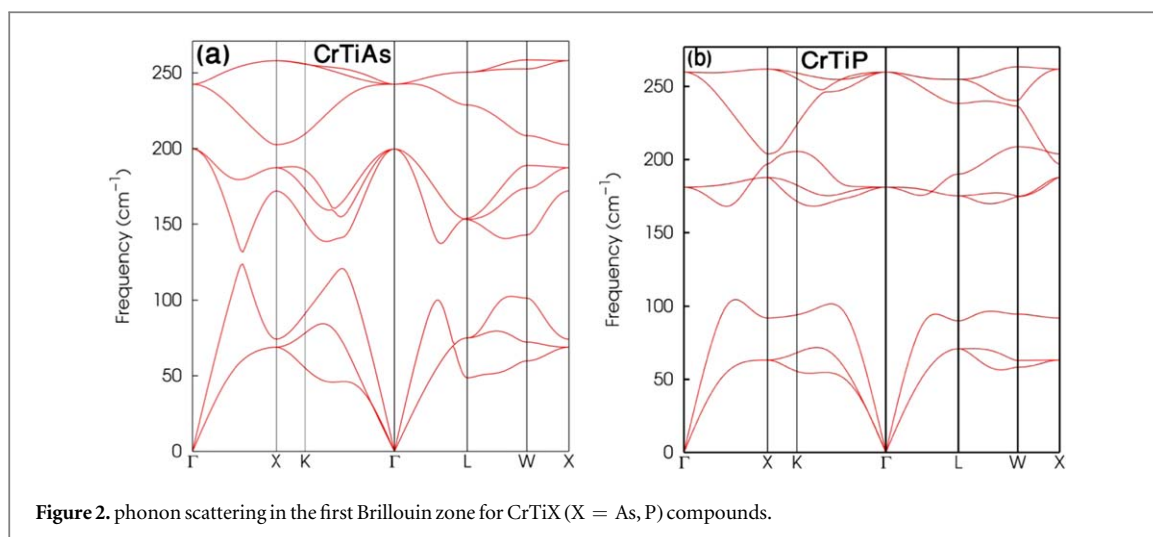 (a) CrTiAs
250
200
150
100
50
0
Frequency (cm⁻¹)
Γ X K Γ L W X
(b) CrTiP
250
200
150
100
50
0
Frequency (cm⁻¹)
Γ X K Γ L W X
Figure 2. phonon scattering in the first Brillouin zone for CrTiX (X = As, P) compounds.